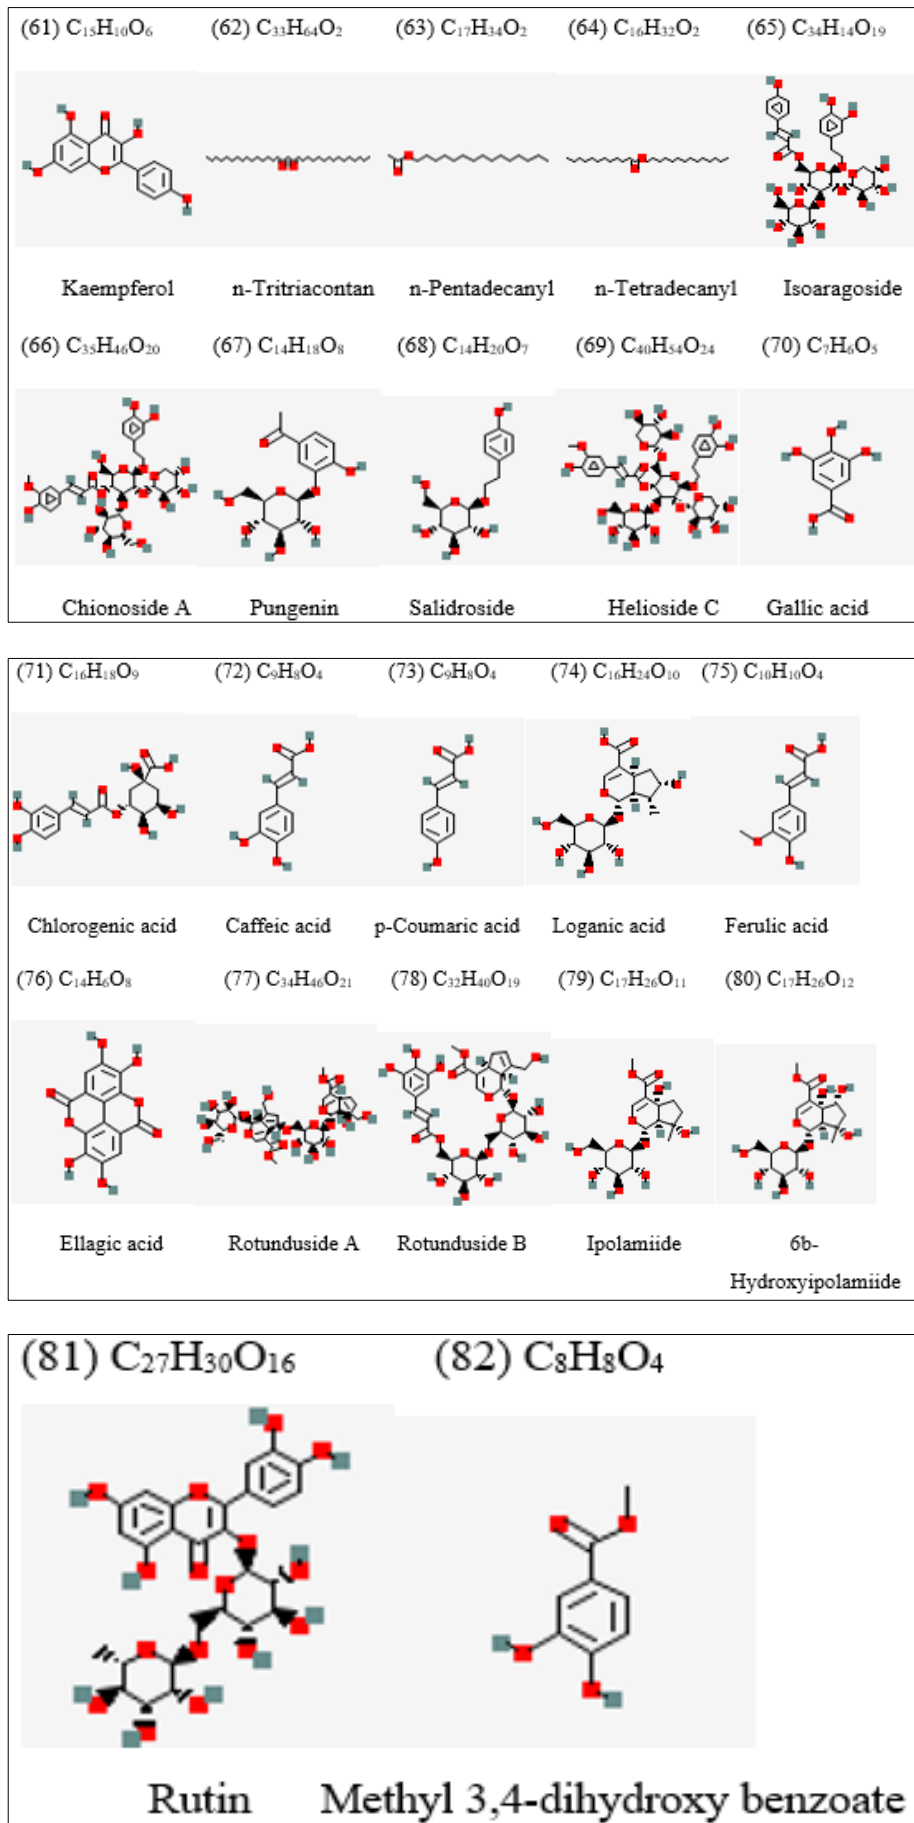 (61) C₁₅H₁₀O₆ (62) C₃₃H₆₄O₂ (63) C₁₇H₃₄O₂ (64) C₁₆H₃₂O₂ (65) C₃₄H₁₄O₁₉
Kaempferol n-Tritriacontan n-Pentadecanyl n-Tetradecanyl Isoaragoside
(66) C₃₅H₄₆O₂₀ (67) C₁₄H₁₈O₈ (68) C₁₄H₂₀O₇ (69) C₄₀H₅₄O₂₄ (70) C₇H₆O₅
Chionoside A Pungenin Salidroside Helioside C Gallic acid
(71) C₁₆H₁₈O₉ (72) C₉H₈O₄ (73) C₉H₈O₄ (74) C₁₆H₂₄O₁₀ (75) C₁₀H₁₀O₄
Chlorogenic acid Caffeic acid p-Coumaric acid Loganic acid Ferulic acid
(76) C₁₄H₆O₈ (77) C₃₄H₄₆O₂₁ (78) C₃₂H₄₀O₁₉ (79) C₁₇H₂₆O₁₁ (80) C₁₇H₂₆O₁₂
Ellagic acid Rotunduside A Rotunduside B Ipolamiide 6b-
Hydroxyipolamiide
(81) C₂₇H₃₀O₁₆ (82) C₈H₈O₄
Rutin Methyl 3,4-dihydroxy benzoate